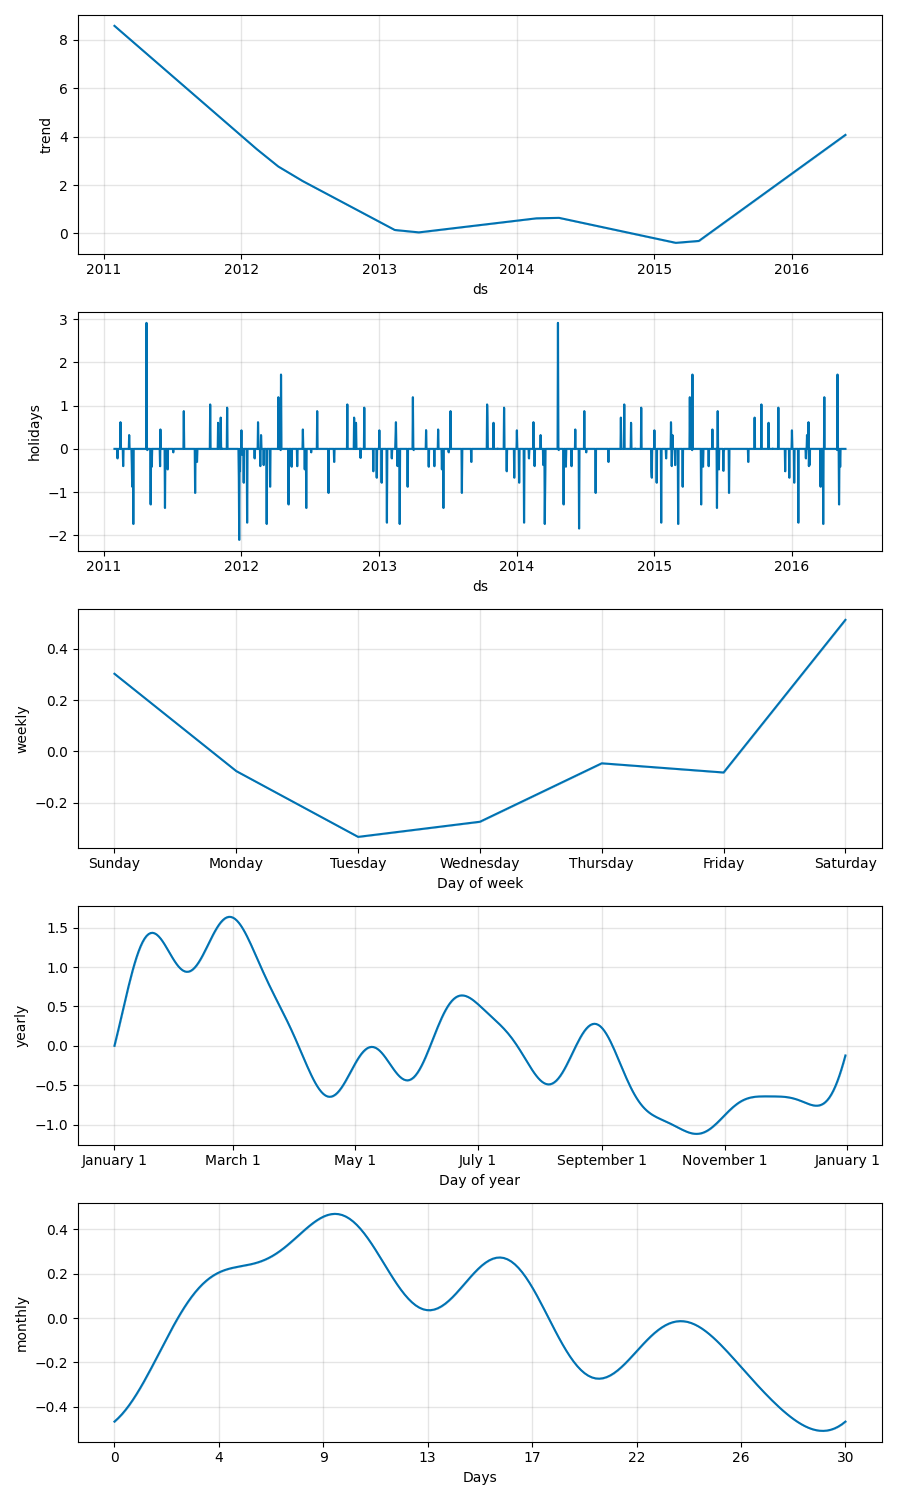 trend
8
6
4
2
0
2011 2012 2013 2014 2015 2016
ds
holidays
3
2
1
0
−1
−2
2011 2012 2013 2014 2015 2016
ds
weekly
0.4
0.2
0.0
−0.2
Sunday Monday Tuesday Wednesday Thursday Friday Saturday
Day of week
yearly
1.5
1.0
0.5
0.0
−0.5
−1.0
January 1 March 1 May 1 July 1 September 1 November 1 January 1
Day of year
monthly
0.4
0.2
0.0
−0.2
−0.4
0 4 9 13 17 22 26 30
Days